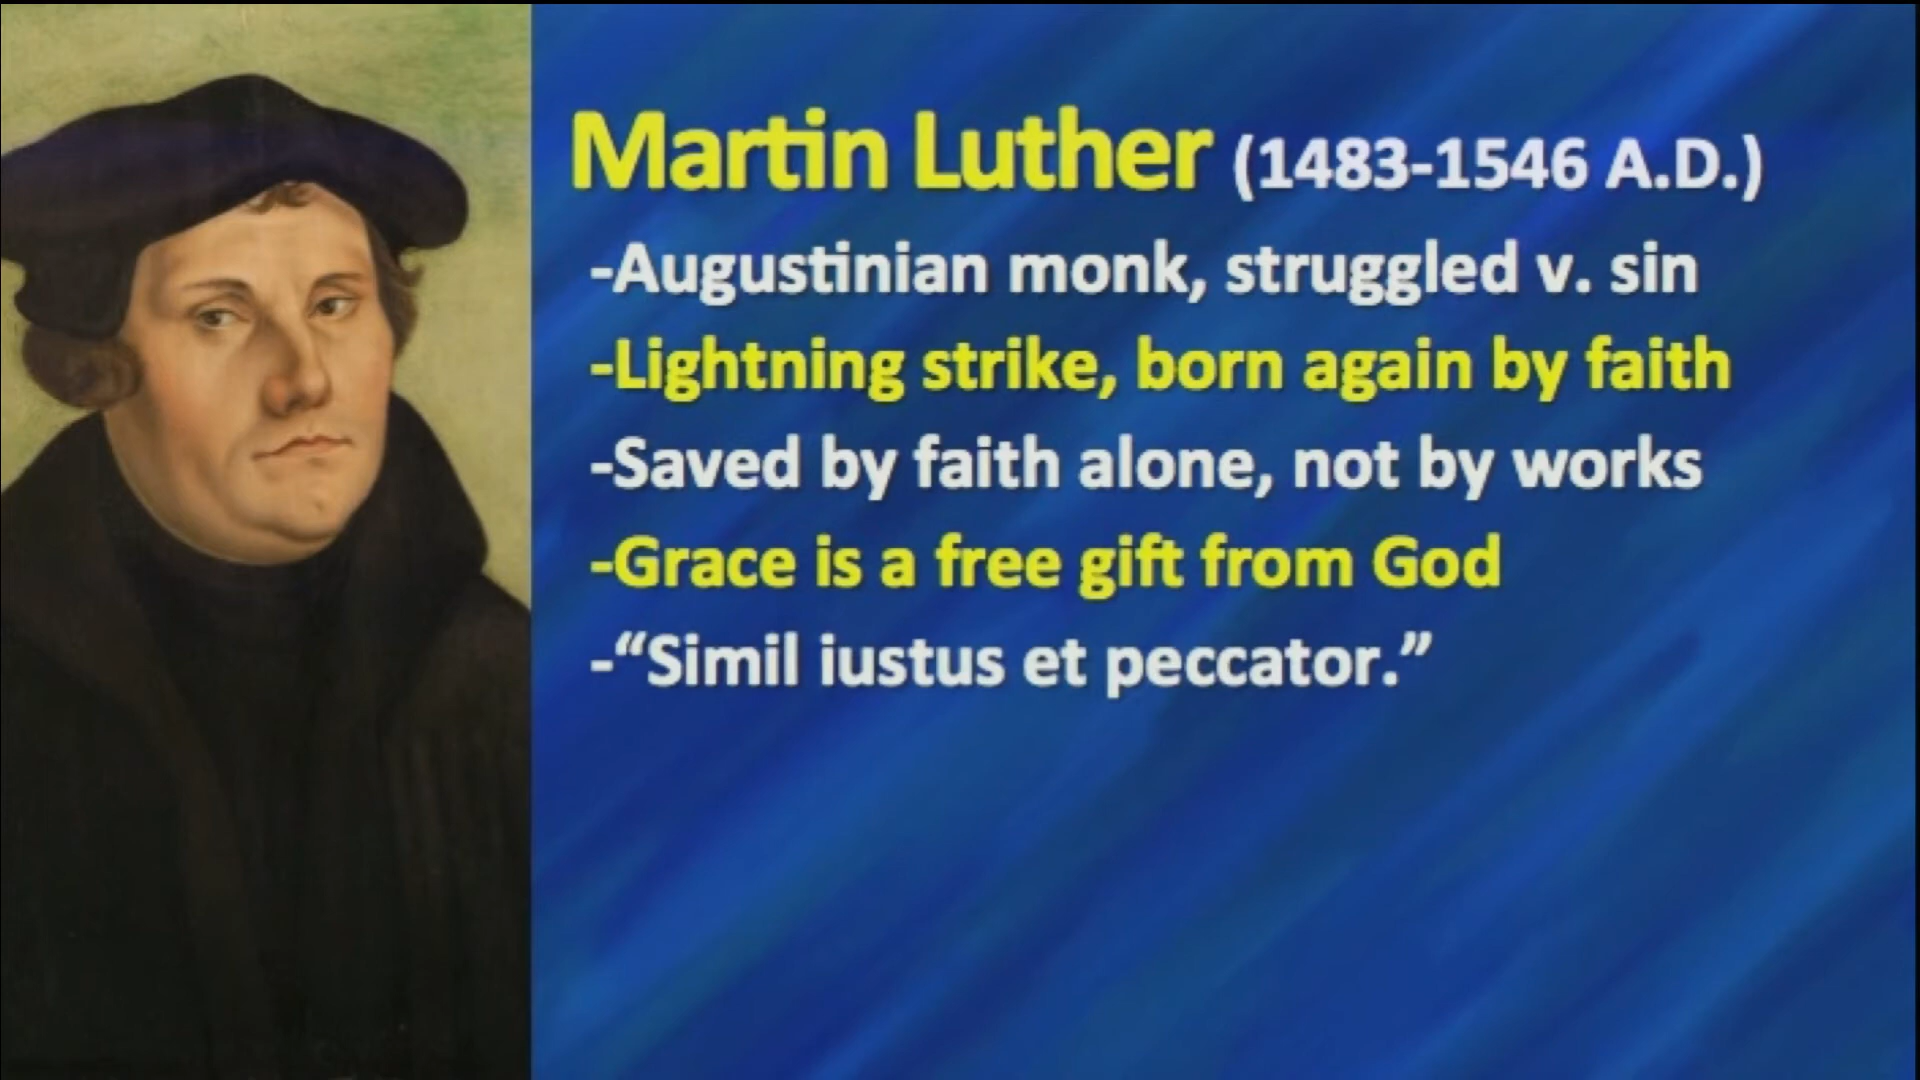 Martin Luther (1483-1546 A.D.)
-Augustinian monk, struggled v. sin
-Lightning strike, born again by faith
-Saved by faith alone, not by works
-Grace is a free gift from God
-“Simil iustus et peccator.”